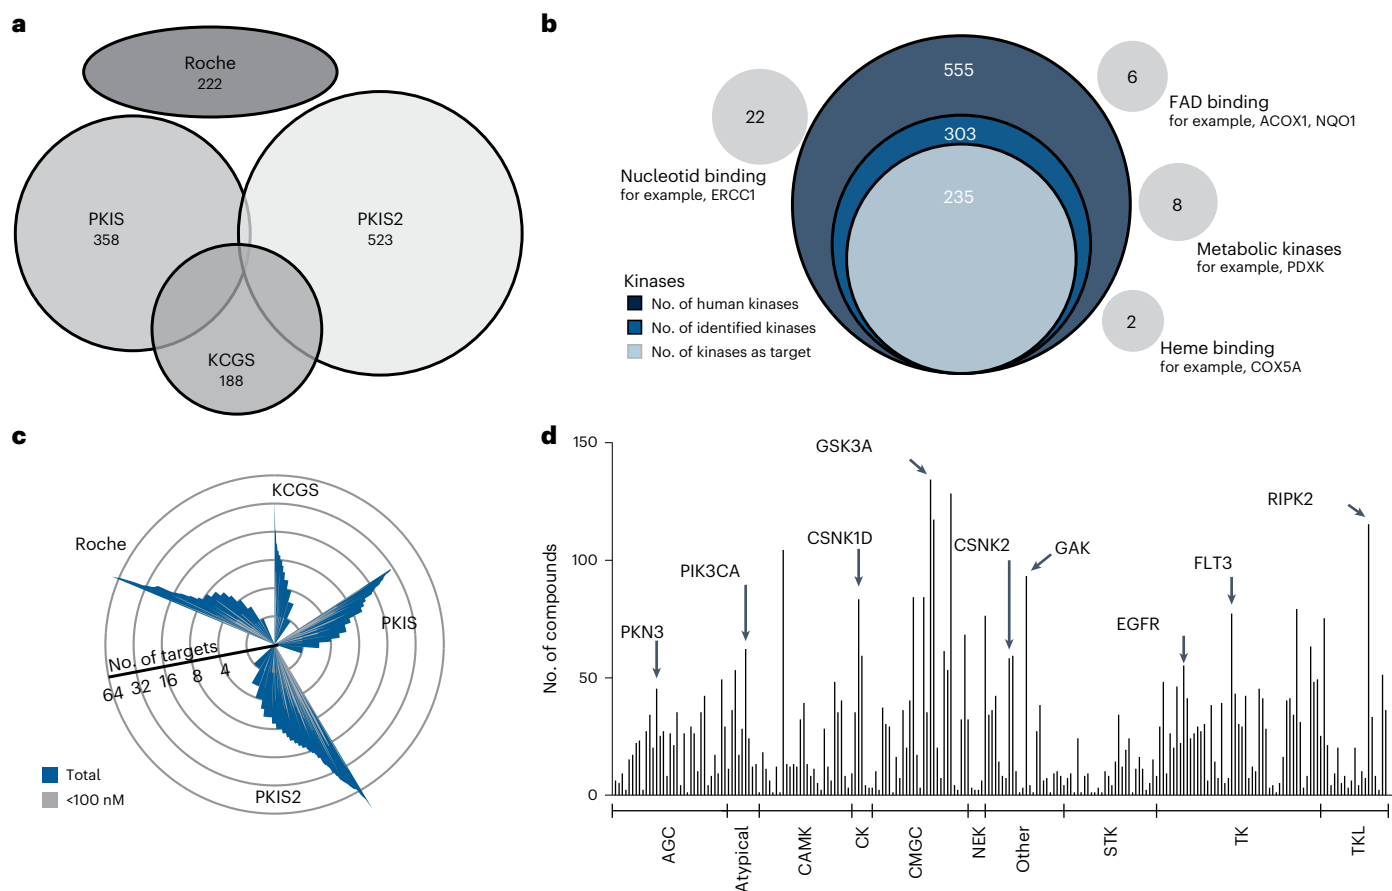 a
Roche
222
PKIS
358
PKIS2
523
KCGS
188
b
555
303
235
22
Nucleotid binding
for example, ERCC1
6
FAD binding
for example, ACOX1, NQO1
8
Metabolic kinases
for example, PDXK
2
Heme binding
for example, COX5A
Kinases
No. of human kinases
No. of identified kinases
No. of kinases as target
c
KCGS
Roche
PKIS
PKIS2
No. of targets
64 32 16 8 4
Total
<100 nM
d
No. of compounds
150
100
50
0
PKN3
PIK3CA
CSNK1D
GSK3A
CSNK2
GAK
EGFR
FLT3
RIPK2
AGC
Atypical
CAMK
CK
CMGC
NEK
Other
STK
TK
TKL